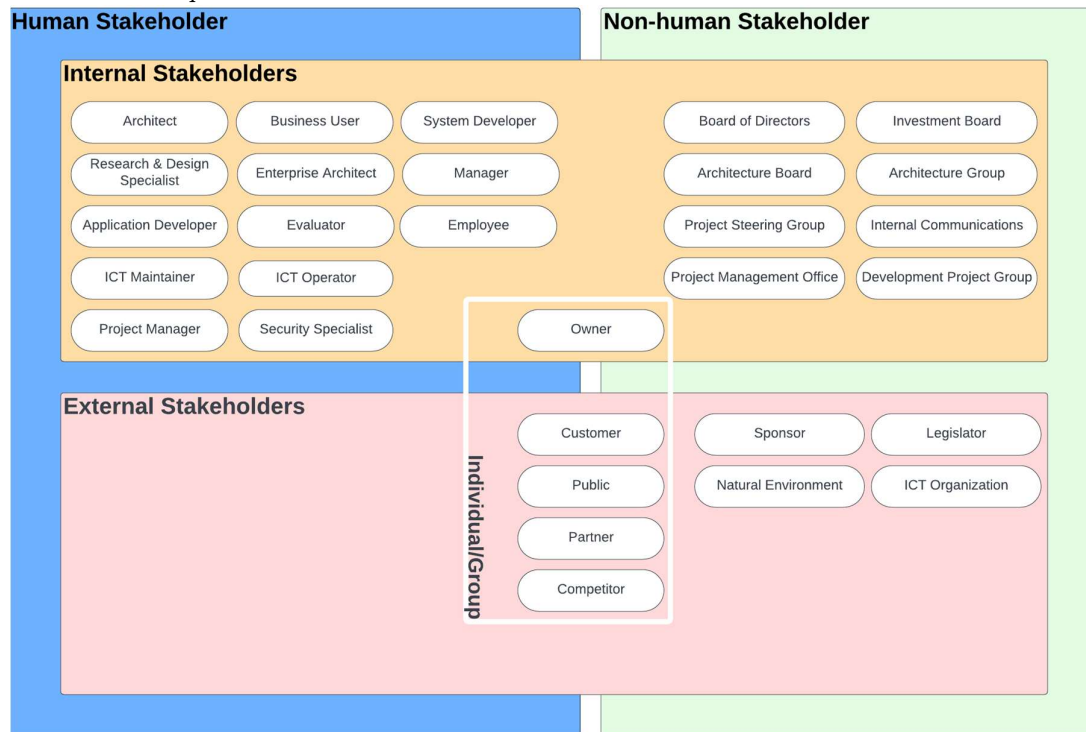 Human Stakeholder
Non-human Stakeholder
Internal Stakeholders
Architect
Business User
System Developer
Board of Directors
Investment Board
Research & Design
Specialist
Enterprise Architect
Manager
Architecture Board
Architecture Group
Application Developer
Evaluator
Employee
Project Steering Group
Internal Communications
ICT Maintainer
ICT Operator
Project Management Office
Development Project Group
Project Manager
Security Specialist
Owner
External Stakeholders
Individual/Group
Customer
Sponsor
Legislator
Public
Natural Environment
ICT Organization
Partner
Competitor